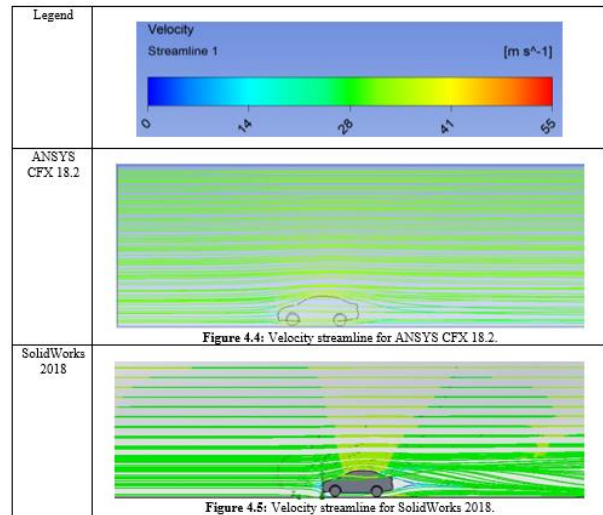 Legend
Velocity
Streamline 1
[m s^-1]
0
14
28
41
55
ANSYS
CFX 18.2
Figure 4.4: Velocity streamline for ANSYS CFX 18.2.
SolidWorks
2018
Figure 4.5: Velocity streamline for SolidWorks 2018.